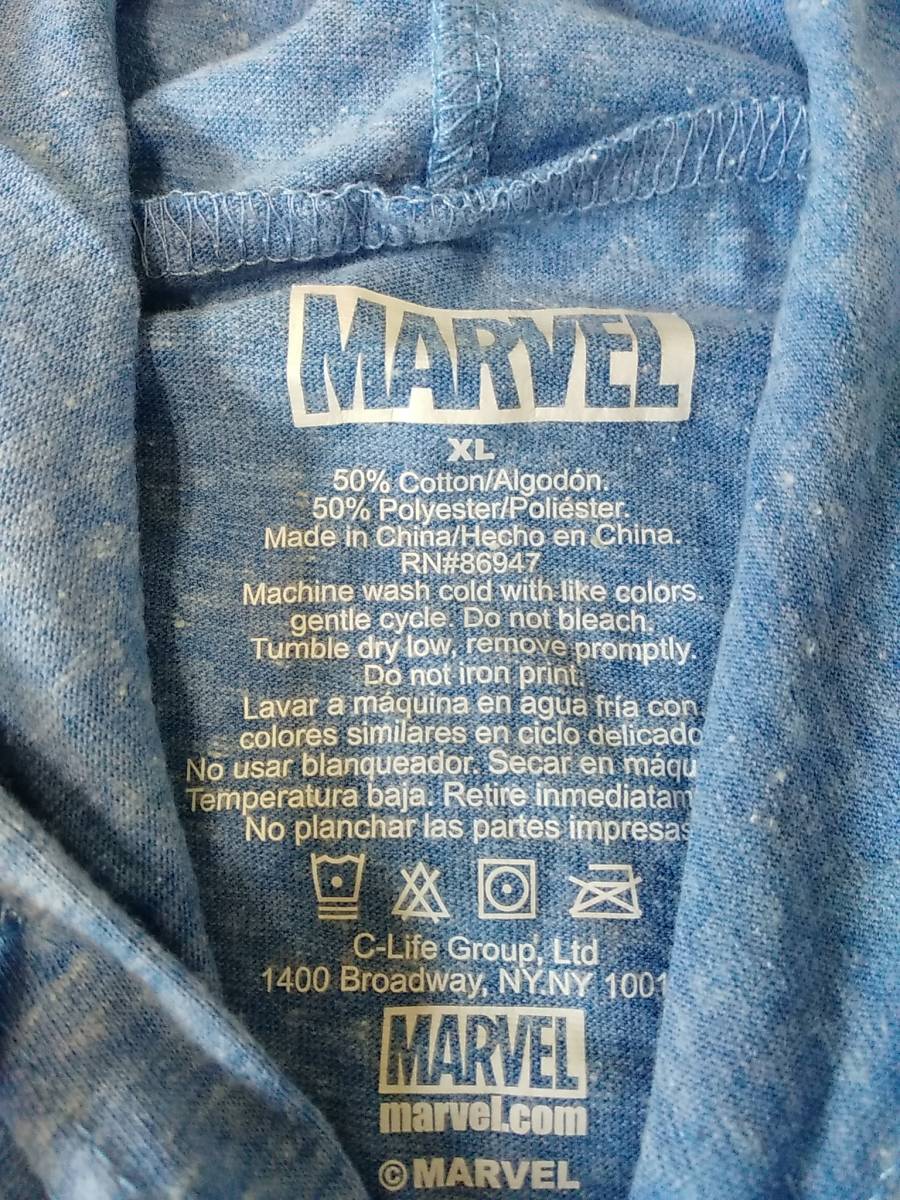 MARVEL
XL
50% Cotton/Algodón.
50% Polyester/Poliéster.
Made in China/Hecho en China.
RN#86947
Machine wash cold with like colors.
gentle cycle. Do not bleach.
Tumble dry low, remove promptly.
Do not iron print.
Lavar a máquina en agua fría con
colores similares en ciclo delicado
No usar blanqueador. Secar en máqu
Temperatura baja. Retire inmediatam
No planchar las partes impresas
C-Life Group, Ltd
1400 Broadway, NY.NY 1001
MARVEL
marvel.com
©MARVEL